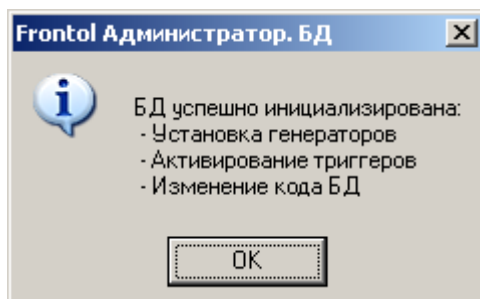 Frontol Администратор. БД
БД успешно инициализирована:
- Установка генераторов
- Активирование триггеров
- Изменение кода БД
OK